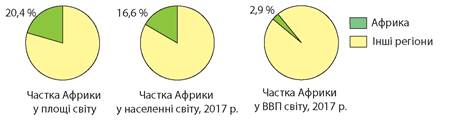 20,4 %
16,6 %
2,9 %
Африка
Інші регіони
Частка Африки
у площі світу
Частка Африки
у населенні світу, 2017 р.
Частка Африки
у ВВП світу, 2017 р.